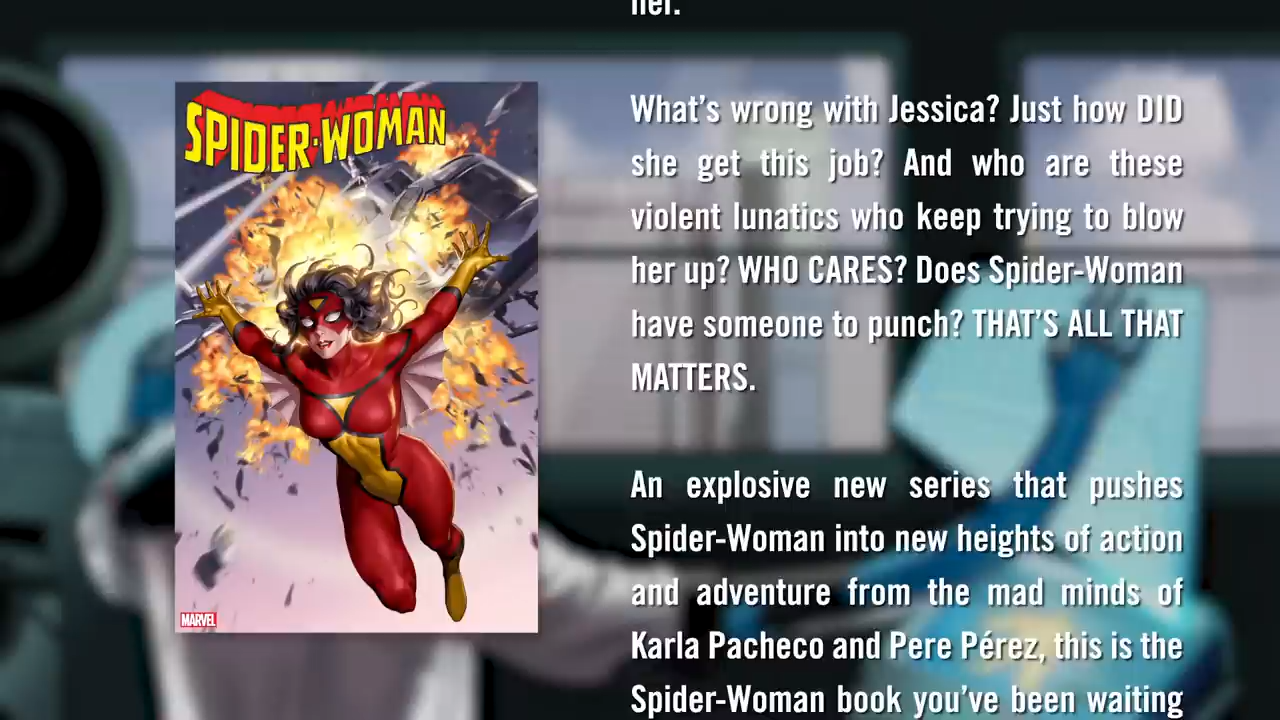 her.
SPIDER-WOMAN
What's wrong with Jessica? Just how DID
she get this job? And who are these
violent lunatics who keep trying to blow
her up? WHO CARES? Does Spider-Woman
have someone to punch? THAT'S ALL THAT
MATTERS.
An explosive new series that pushes
Spider-Woman into new heights of action
and adventure from the mad minds of
Karla Pacheco and Pere Pérez, this is the
Spider-Woman book you've been waiting
MARVEL